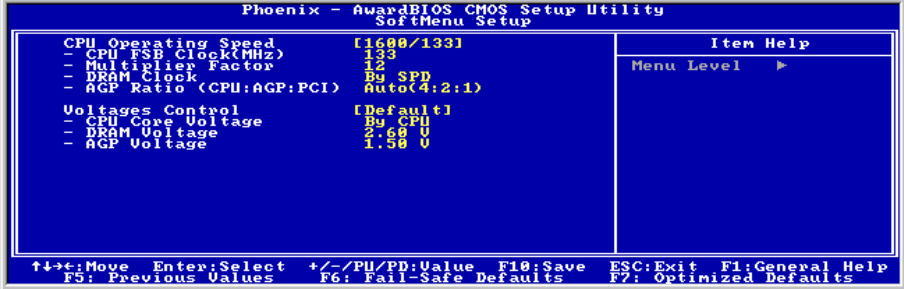 Phoenix - AwardBIOS CMOS Setup Utility
SoftMenu Setup
CPU Operating Speed [1600/133]
- CPU FSB Clock(MHz) 133
- Multiplier Factor 12
- DRAM Clock By SPD
- AGP Ratio (CPU:AGP:PCI) Auto(4:2:1)
Voltages Control [Default]
- CPU Core Voltage By CPU
- DRAM Voltage 2.60 V
- AGP Voltage 1.50 V
Item Help
Menu Level ▶
↑↓→←:Move Enter:Select +/-/PU/PD:Value F10:Save ESC:Exit F1:General Help
F5: Previous Values F6: Fail-Safe Defaults F7: Optimized Defaults